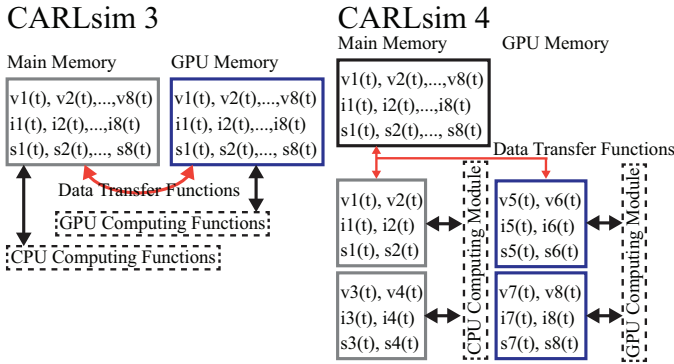 CARLsim 3
Main Memory
GPU Memory
v1(t), v2(t),...,v8(t)
i1(t), i2(t),...,i8(t)
s1(t), s2(t),..., s8(t)
v1(t), v2(t),...,v8(t)
i1(t), i2(t),...,i8(t)
s1(t), s2(t),..., s8(t)
Data Transfer Functions
GPU Computing Functions
CPU Computing Functions
CARLsim 4
Main Memory
GPU Memory
v1(t), v2(t),...,v8(t)
i1(t), i2(t),...,i8(t)
s1(t), s2(t),..., s8(t)
Data Transfer Functions
v1(t), v2(t)
i1(t), i2(t)
s1(t), s2(t)
v3(t), v4(t)
i3(t), i4(t)
s3(t), s4(t)
CPU Computing Module
v5(t), v6(t)
i5(t), i6(t)
s5(t), s6(t)
v7(t), v8(t)
i7(t), i8(t)
s7(t), s8(t)
GPU Computing Module